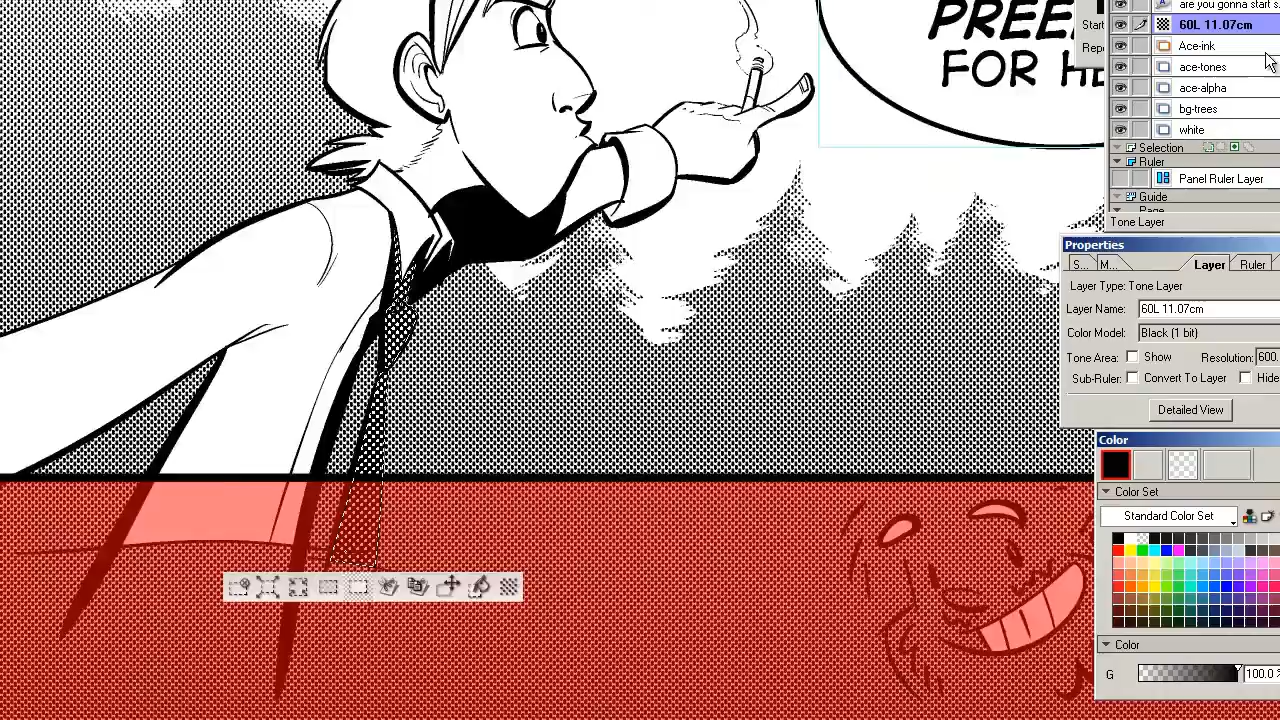 are you gonna start s
60L 11.07cm
PREE
FOR HE
Start
Repe
Ace-ink
ace-tones
ace-alpha
bg-trees
white
Selection
Ruler
Panel Ruler Layer
Guide
Page
Tone Layer
Properties
S... M... Layer Ruler
Layer Type: Tone Layer
Layer Name: 60L 11.07cm
Color Model: Black (1 bit)
Tone Area: Show Resolution: 600
Sub-Ruler: Convert To Layer Hide
Detailed View
Color
Color Set
Standard Color Set
Color
G 100.0 %